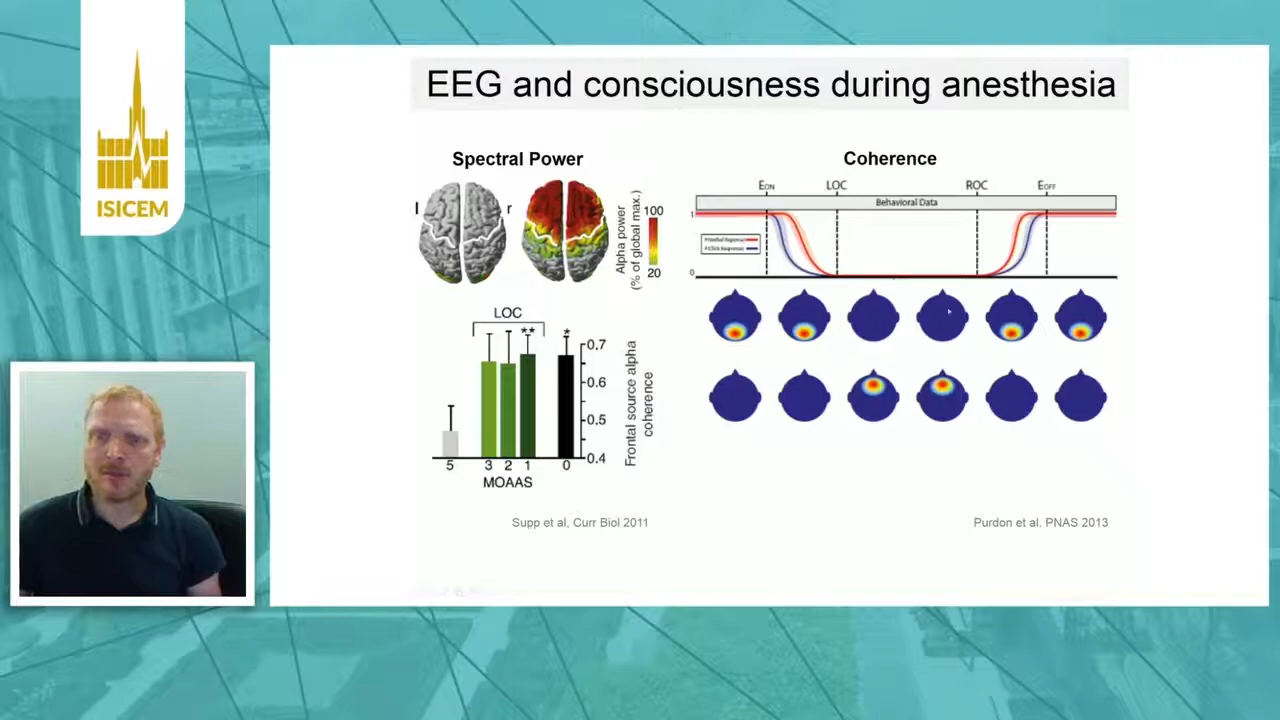 ISICEM
EEG and consciousness during anesthesia
Spectral Power
l
r
Alpha power
(% of global max.)
100
20
LOC
**
*
0.7
0.6
0.5
0.4
Frontal source alpha
coherence
5 3 2 1 0
MOAAS
Supp et al, Curr Biol 2011
Coherence
EON LOC ROC EOFF
Behavioral Data
1
0
Purdon et al. PNAS 2013